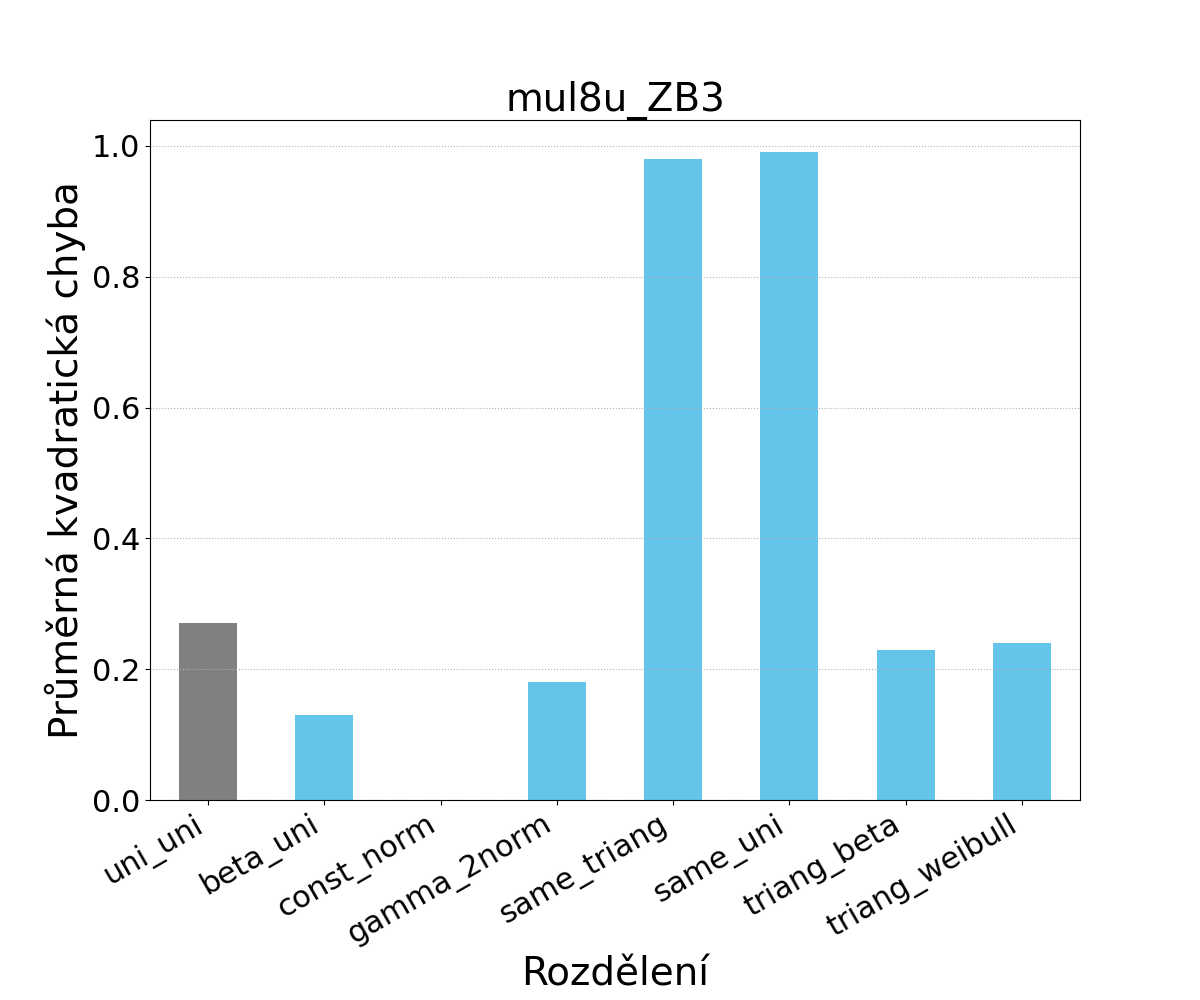 mul8u_ZB3
Průměrná kvadratická chyba
1.0
0.8
0.6
0.4
0.2
0.0
uni_uni
beta_uni
const_norm
gamma_2norm
same_triang
same_uni
triang_beta
triang_weibull
Rozdělení